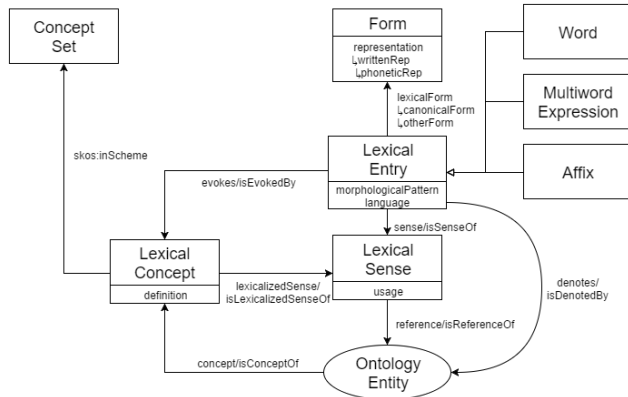 Concept
Set
Form
representation
↳writtenRep
↳phoneticRep
Word
Multiword
Expression
Affix
lexicalForm
↳canonicalForm
↳otherForm
skos:inScheme
Lexical
Entry
morphologicalPattern
language
evokes/isEvokedBy
sense/isSenseOf
Lexical
Concept
definition
lexicalizedSense/
isLexicalizedSenseOf
Lexical
Sense
usage
denotes/
isDenotedBy
reference/isReferenceOf
concept/isConceptOf
Ontology
Entity